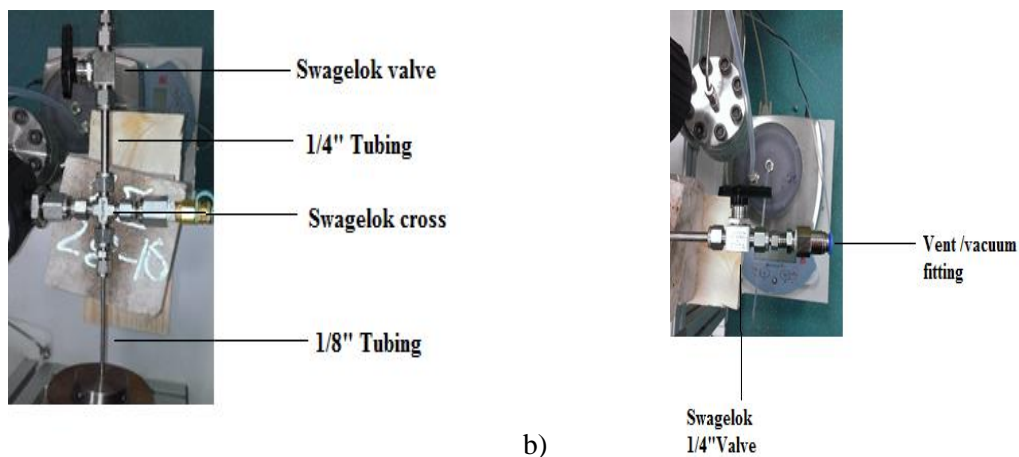 Swagelok valve
1/4" Tubing
Swagelok cross
1/8" Tubing
Vent /vacuum
fitting
Swagelok
1/4"Valve
b)